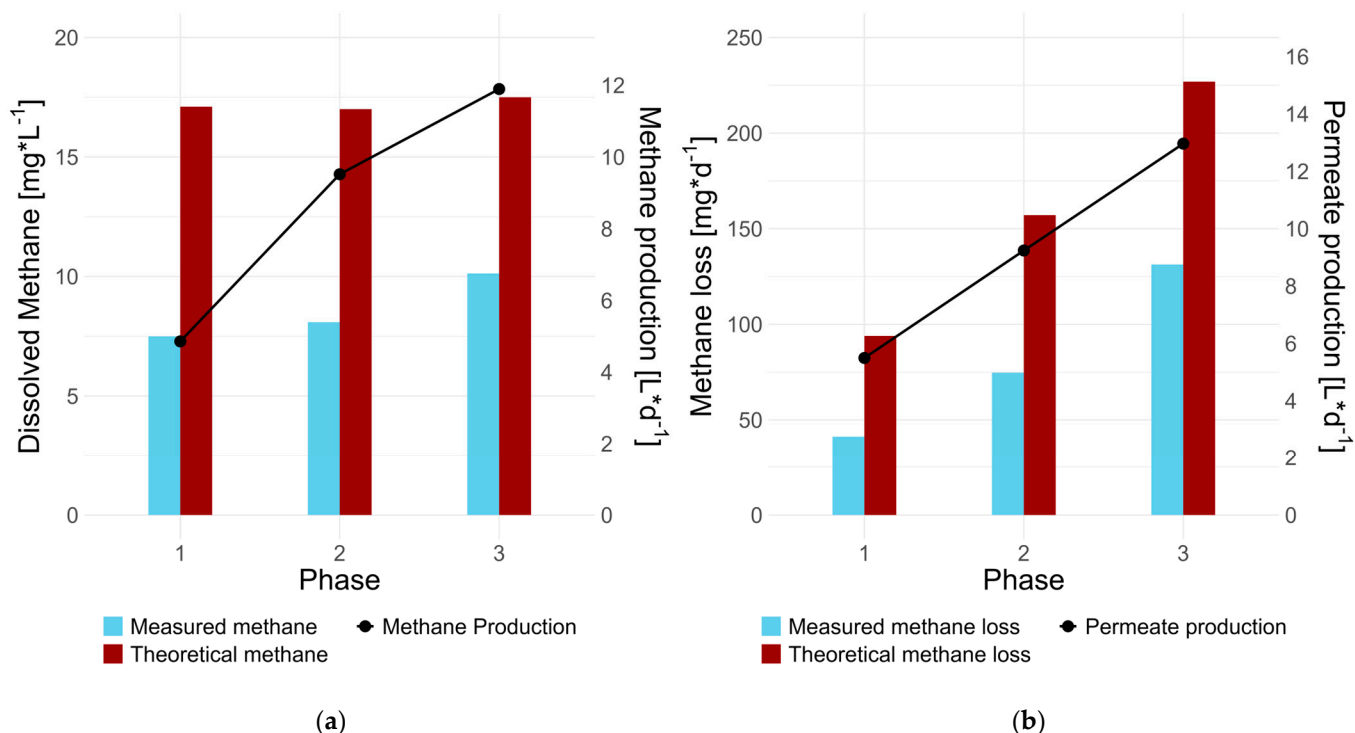 20
15
10
5
0
Dissolved Methane [mg*L-1]
12
10
8
6
4
2
0
Methane production [L*d-1]
1 2 3
Phase
Measured methane Methane Production
Theoretical methane
(a)
250
200
150
100
50
0
Methane loss [mg*d-1]
16
14
12
10
8
6
4
2
0
Permeate production [L*d-1]
1 2 3
Phase
Measured methane loss Permeate production
Theoretical methane loss
(b)